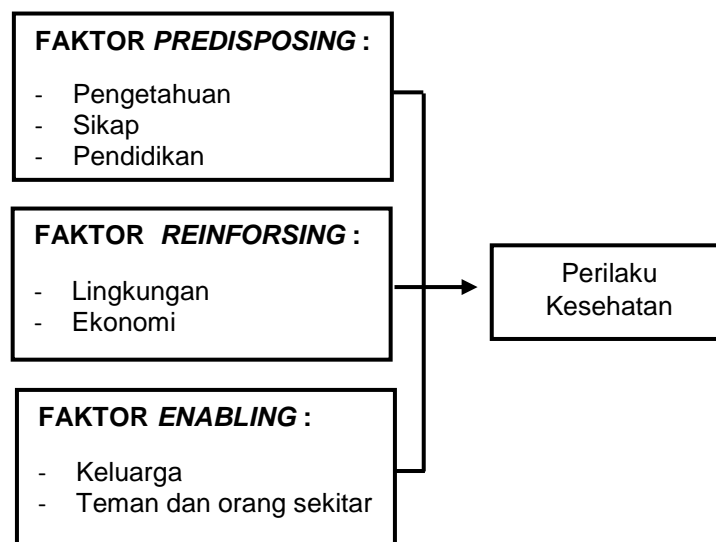 FAKTOR PREDISPOSING :
- Pengetahuan
- Sikap
- Pendidikan
FAKTOR REINFORSING :
- Lingkungan
- Ekonomi
Perilaku
Kesehatan
FAKTOR ENABLING :
- Keluarga
- Teman dan orang sekitar